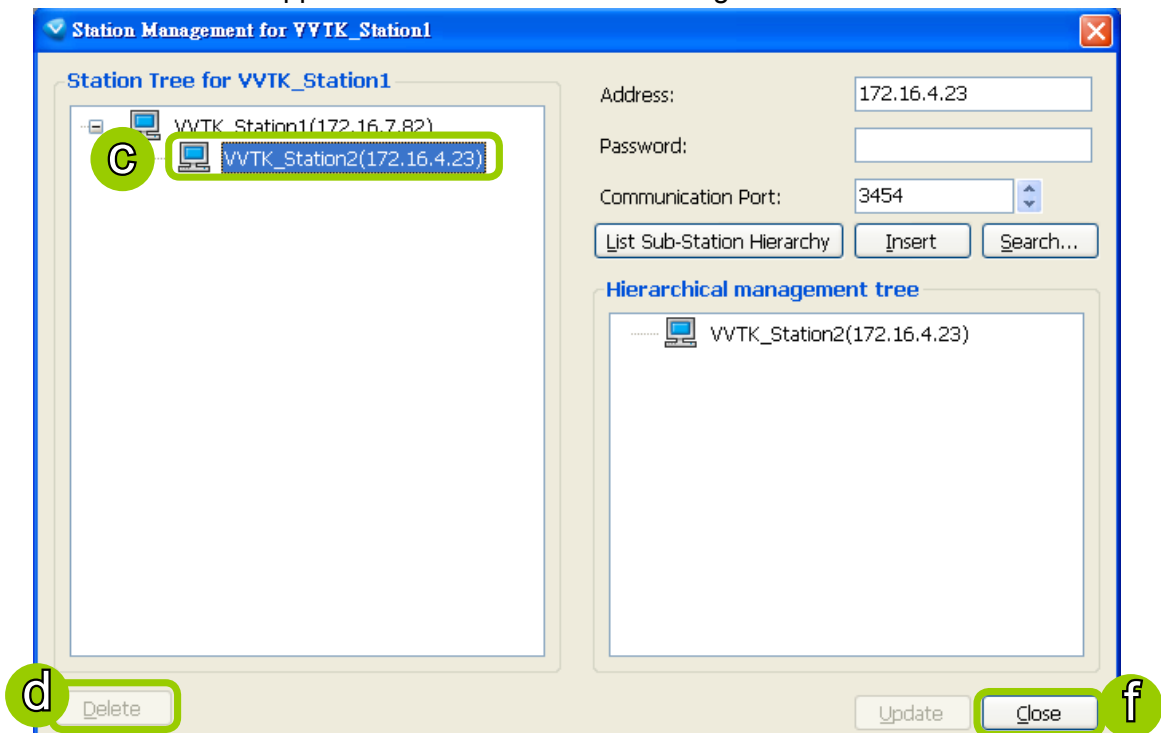 Station Management for VVTK_Station1
Station Tree for VVTK_Station1
VVTK_Station1(172.16.7.82)
c
VVTK_Station2(172.16.4.23)
Address: 172.16.4.23
Password:
Communication Port: 3454
List Sub-Station Hierarchy Insert Search...
Hierarchical management tree
VVTK_Station2(172.16.4.23)
d Delete
Update Close f